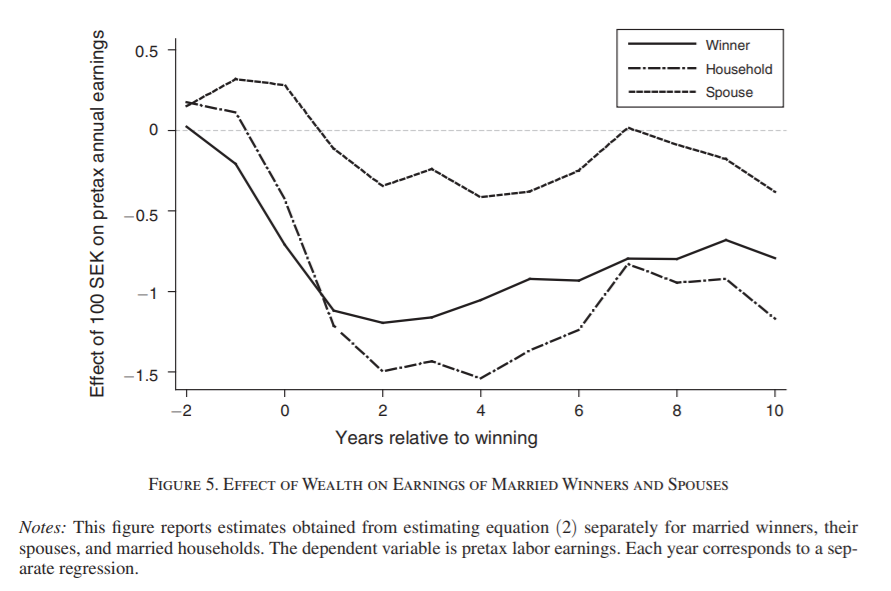 Effect of 100 SEK on pretax annual earnings
0.5
0
−0.5
−1
−1.5
Winner
Household
Spouse
−2
0
2
4
6
8
10
Years relative to winning
FIGURE 5. EFFECT OF WEALTH ON EARNINGS OF MARRIED WINNERS AND SPOUSES
Notes: This figure reports estimates obtained from estimating equation (2) separately for married winners, their
spouses, and married households. The dependent variable is pretax labor earnings. Each year corresponds to a sep-
arate regression.